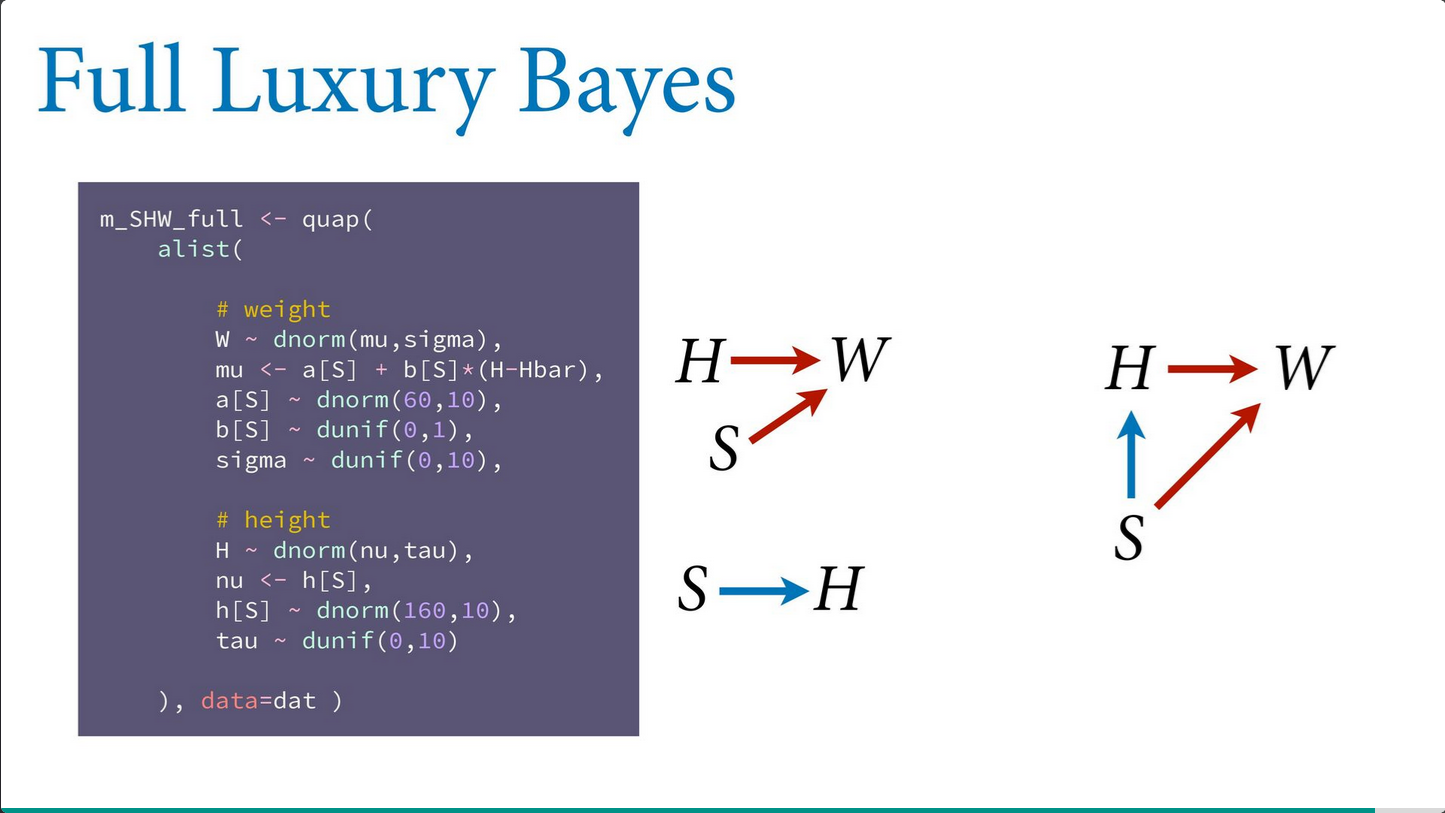 Full Luxury Bayes
m_SHW_full <- quap(
    alist(
        # weight
        W ~ dnorm(mu,sigma),
        mu <- a[S] + b[S]*(H-Hbar),
        a[S] ~ dnorm(60,10),
        b[S] ~ dunif(0,1),
        sigma ~ dunif(0,10),
        # height
        H ~ dnorm(nu,tau),
        nu <- h[S],
        h[S] ~ dnorm(160,10),
        tau ~ dunif(0,10)
    ), data=dat )
H W
S
S H
H W
S